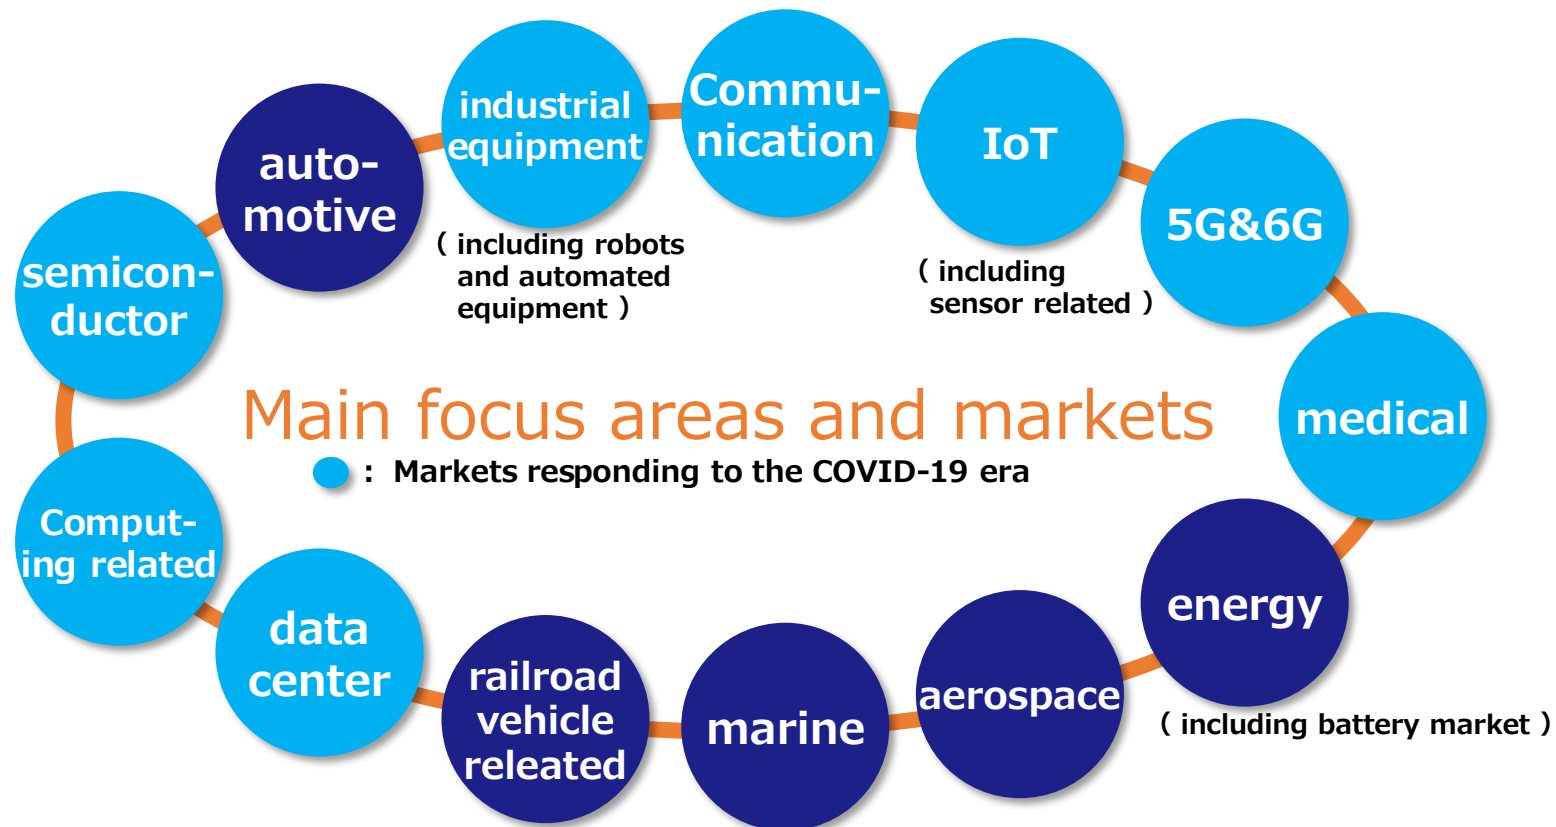 Commu-
nication
industrial
equipment
IoT
auto-
motive
5G&6G
( including robots
and automated
equipment )
( including
sensor related )
semicon-
ductor
Main focus areas and markets
: Markets responding to the COVID-19 era
medical
Comput-
ing related
energy
data
center
railroad
vehicle
releated
marine
aerospace
( including battery market )